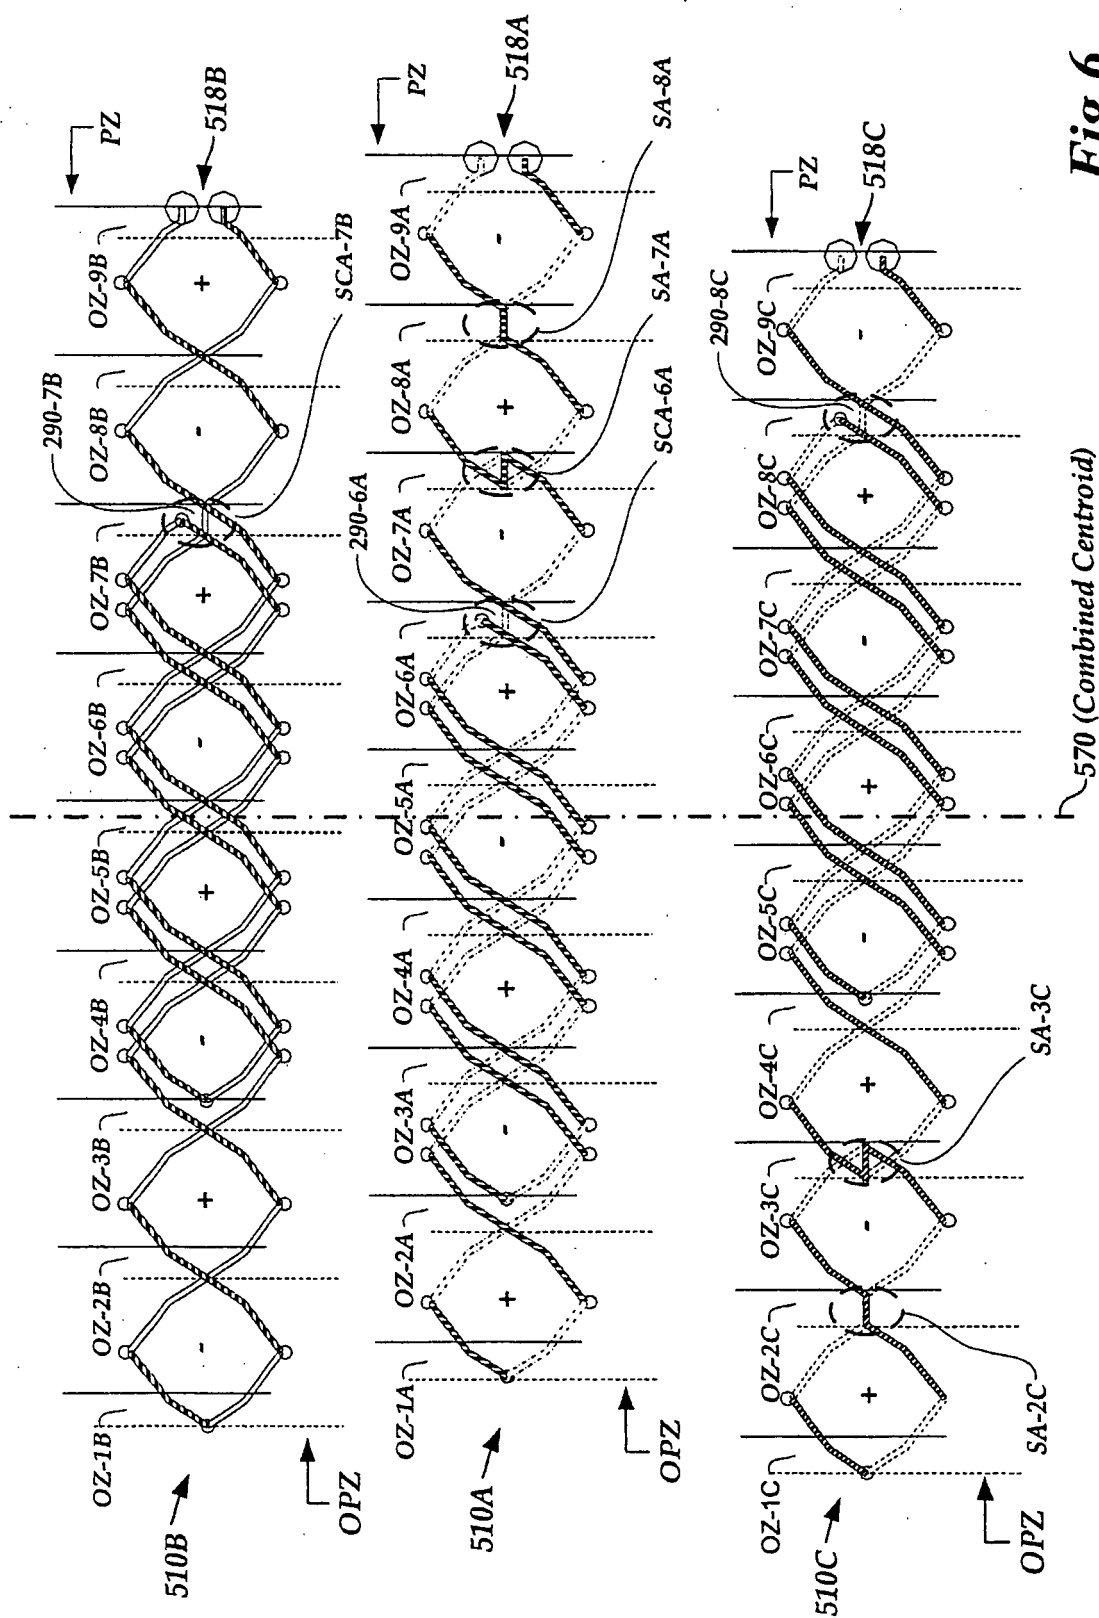 OZ-1B
OZ-2B
OZ-3B
OZ-4B
OZ-5B
OZ-6B
OZ-7B
OZ-8B
OZ-9B
290-7B
SCA-7B
PZ
518B
510B
OPZ
-
+
-
+
-
+
-
+
OZ-1A
OZ-2A
OZ-3A
OZ-4A
OZ-5A
OZ-6A
OZ-7A
OZ-8A
OZ-9A
290-6A
SCA-6A
SA-7A
SA-8A
PZ
518A
510A
OPZ
+
-
+
-
+
-
+
-
OZ-1C
OZ-2C
OZ-3C
OZ-4C
OZ-5C
OZ-6C
OZ-7C
OZ-8C
OZ-9C
290-8C
SA-2C
SA-3C
PZ
518C
510C
OPZ
+
-
+
-
+
-
+
-
570 (Combined Centroid)
Fig.6